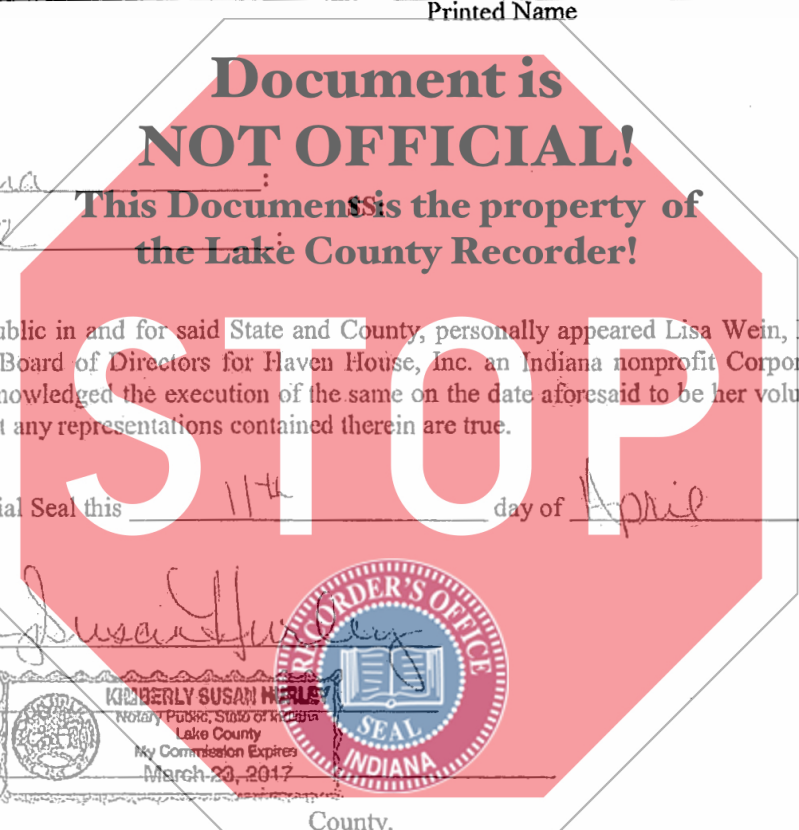 Printed Name
Document is
NOT OFFICIAL!
This Document is the property of
SS:
the Lake County Recorder!
ublic in and for said State and County, personally appeared Lisa Wein,
Board of Directors for Haven House, Inc. an Indiana nonprofit Corpor
nowledged the execution of the same on the date aforesaid to be her volu
t any representations contained therein are true.
STOP
ial Seal this 11th day of April
Susan Hurley
RECORDER'S OFFICE
SEAL
INDIANA
KIMBERLY SUSAN HURLEY
Notary Public, State of Indiana
Lake County
My Commission Expires
March 23, 2017
County.